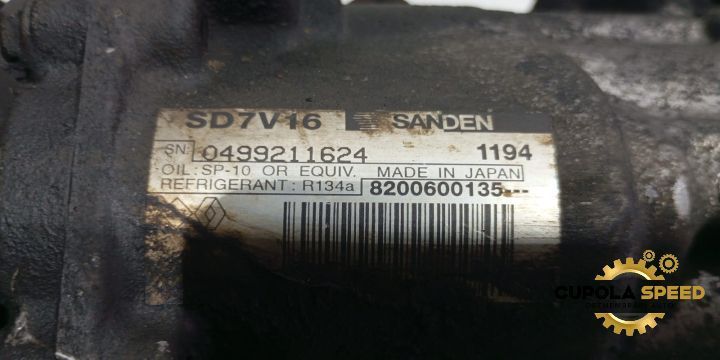 SD7V16 SANDEN
SN: 0499211624 1194
OIL: SP-10 OR EQUIV. MADE IN JAPAN
REFRIGERANT: R134a 8200600135---
CUPOLA SPEED